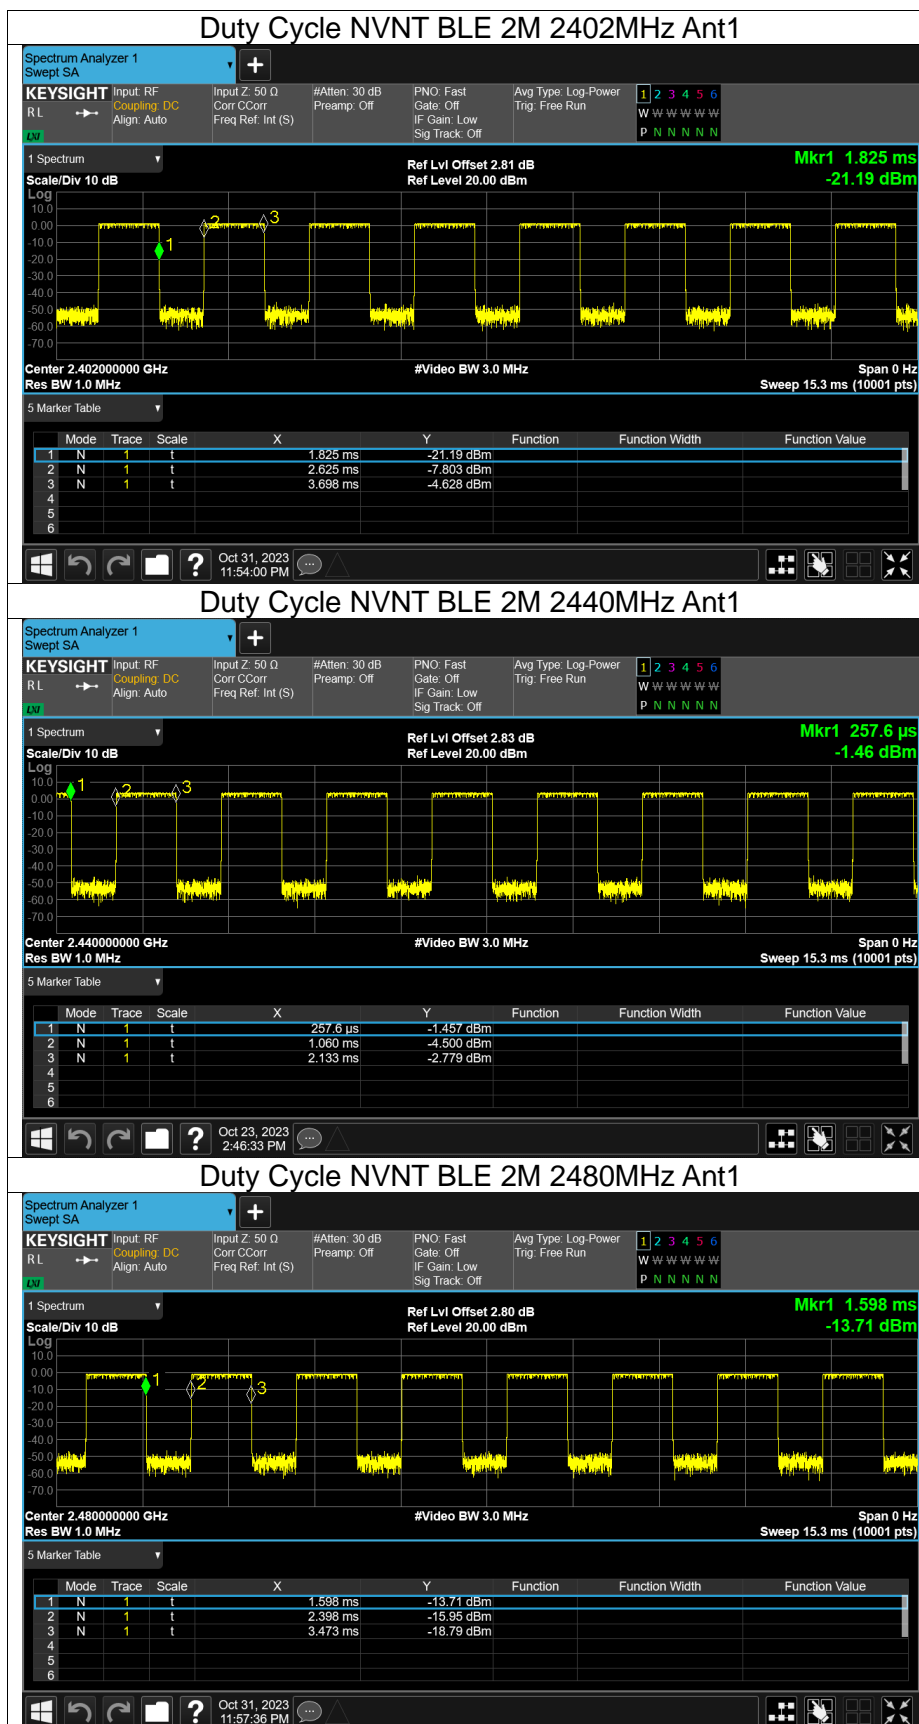 Duty Cycle NVNT BLE 2M 2402MHz Ant1
Spectrum Analyzer 1
Swept SA
+
KEYSIGHT Input: RF Input Z: 50 Ω #Atten: 30 dB PNO: Fast Avg Type: Log-Power 1 2 3 4 5 6
R L Coupling: DC Corr CCorr Preamp: Off Gate: Off Trig: Free Run W W W W W W
Align: Auto Freq Ref: Int (S) IF Gain: Low P N N N N N
LXI Sig Track: Off
1 Spectrum Ref Lvl Offset 2.81 dB Mkr1 1.825 ms
Scale/Div 10 dB Ref Level 20.00 dBm -21.19 dBm
Log
10.0
0.00
-10.0
-20.0
-30.0
-40.0
-50.0
-60.0
-70.0
1 2 3
Center 2.402000000 GHz #Video BW 3.0 MHz Span 0 Hz
Res BW 1.0 MHz Sweep 15.3 ms (10001 pts)
5 Marker Table
Mode Trace Scale X Y Function Function Width Function Value
1 N 1 t 1.825 ms -21.19 dBm
2 N 1 t 2.625 ms -7.803 dBm
3 N 1 t 3.698 ms -4.628 dBm
4
5
6
? Oct 31, 2023
11:54:00 PM
Duty Cycle NVNT BLE 2M 2440MHz Ant1
Spectrum Analyzer 1
Swept SA
+
KEYSIGHT Input: RF Input Z: 50 Ω #Atten: 30 dB PNO: Fast Avg Type: Log-Power 1 2 3 4 5 6
R L Coupling: DC Corr CCorr Preamp: Off Gate: Off Trig: Free Run W W W W W W
Align: Auto Freq Ref: Int (S) IF Gain: Low P N N N N N
LXI Sig Track: Off
1 Spectrum Ref Lvl Offset 2.83 dB Mkr1 257.6 µs
Scale/Div 10 dB Ref Level 20.00 dBm -1.46 dBm
Log
10.0
0.00
-10.0
-20.0
-30.0
-40.0
-50.0
-60.0
-70.0
1 2 3
Center 2.440000000 GHz #Video BW 3.0 MHz Span 0 Hz
Res BW 1.0 MHz Sweep 15.3 ms (10001 pts)
5 Marker Table
Mode Trace Scale X Y Function Function Width Function Value
1 N 1 t 257.6 µs -1.457 dBm
2 N 1 t 1.060 ms -4.500 dBm
3 N 1 t 2.133 ms -2.779 dBm
4
5
6
? Oct 23, 2023
2:46:33 PM
Duty Cycle NVNT BLE 2M 2480MHz Ant1
Spectrum Analyzer 1
Swept SA
+
KEYSIGHT Input: RF Input Z: 50 Ω #Atten: 30 dB PNO: Fast Avg Type: Log-Power 1 2 3 4 5 6
R L Coupling: DC Corr CCorr Preamp: Off Gate: Off Trig: Free Run W W W W W W
Align: Auto Freq Ref: Int (S) IF Gain: Low P N N N N N
LXI Sig Track: Off
1 Spectrum Ref Lvl Offset 2.80 dB Mkr1 1.598 ms
Scale/Div 10 dB Ref Level 20.00 dBm -13.71 dBm
Log
10.0
0.00
-10.0
-20.0
-30.0
-40.0
-50.0
-60.0
-70.0
1 2 3
Center 2.480000000 GHz #Video BW 3.0 MHz Span 0 Hz
Res BW 1.0 MHz Sweep 15.3 ms (10001 pts)
5 Marker Table
Mode Trace Scale X Y Function Function Width Function Value
1 N 1 t 1.598 ms -13.71 dBm
2 N 1 t 2.398 ms -15.95 dBm
3 N 1 t 3.473 ms -18.79 dBm
4
5
6
? Oct 31, 2023
11:57:36 PM